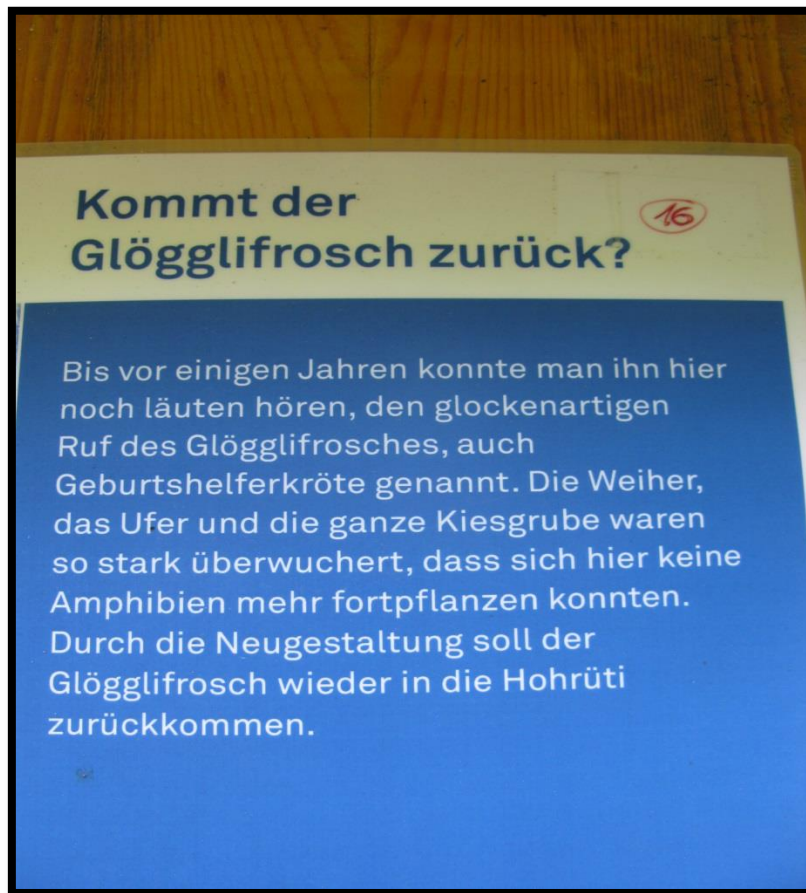 Kommt der
Glögglifrosch zurück?
16
Bis vor einigen Jahren konnte man ihn hier
noch läuten hören, den glockenartigen
Ruf des Glögglifrosches, auch
Geburtshelferkröte genannt. Die Weiher,
das Ufer und die ganze Kiesgrube waren
so stark überwuchert, dass sich hier keine
Amphibien mehr fortpflanzen konnten.
Durch die Neugestaltung soll der
Glögglifrosch wieder in die Hohrüti
zurückkommen.